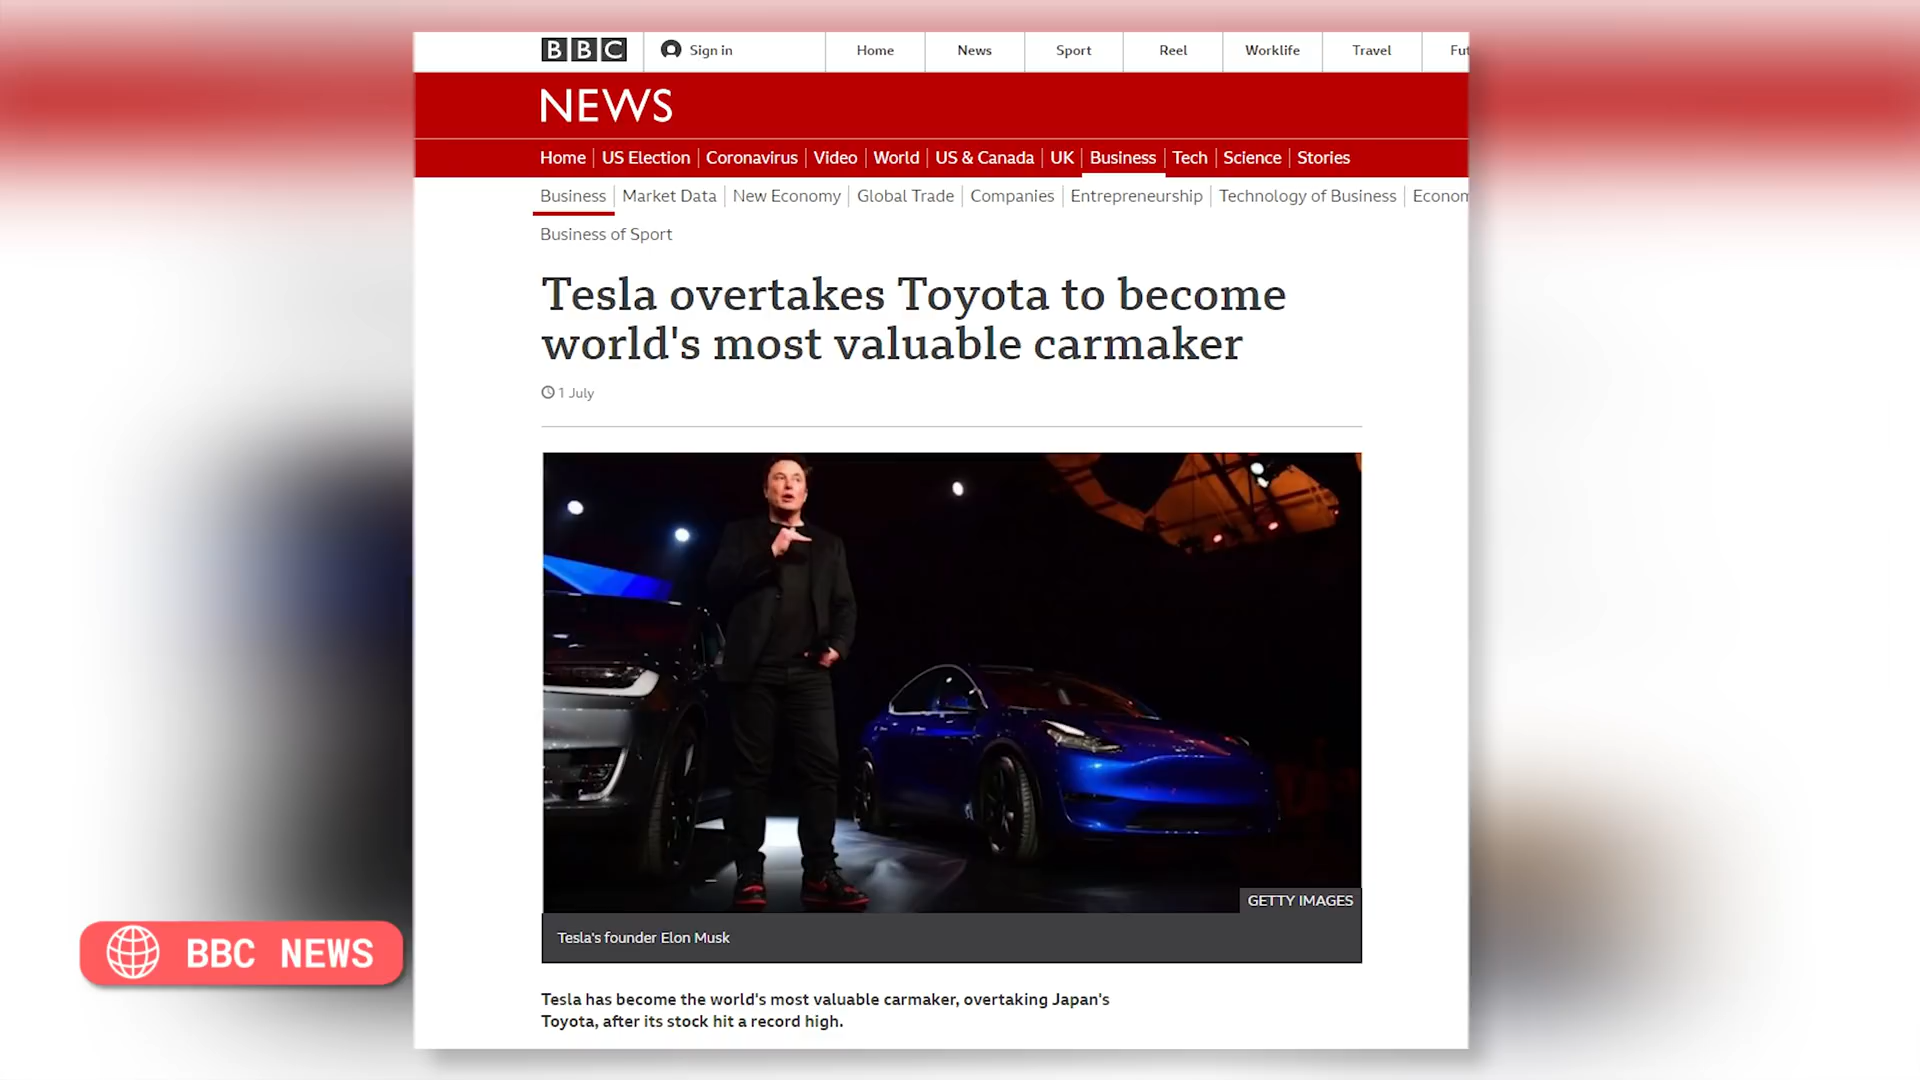 BBC Sign in Home News Sport Reel Worklife Travel Fut
NEWS
Home US Election Coronavirus Video World US & Canada UK Business Tech Science Stories
Business Market Data New Economy Global Trade Companies Entrepreneurship Technology of Business Econom
Business of Sport
Tesla overtakes Toyota to become
world's most valuable carmaker
1 July
GETTY IMAGES
Tesla's founder Elon Musk
BBC NEWS
Tesla has become the world's most valuable carmaker, overtaking Japan's
Toyota, after its stock hit a record high.